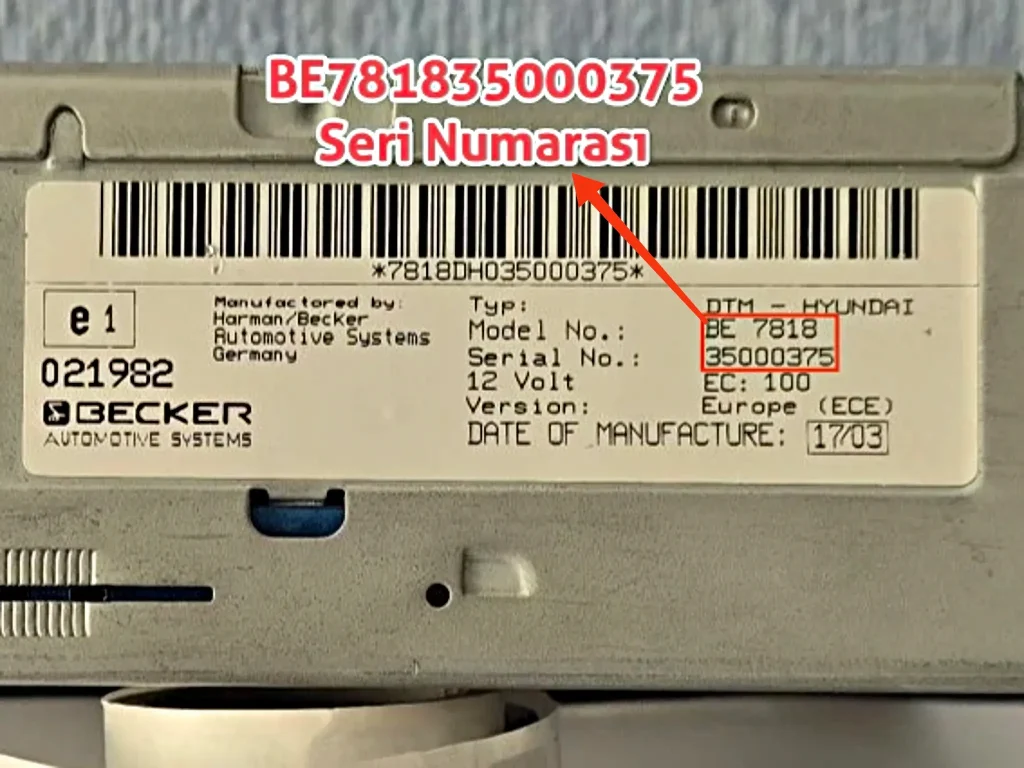 BE781835000375
Seri Numarası
*7818DH035000375*
e 1
021982
BECKER
AUTOMOTIVE SYSTEMS
Manufactored by:
Harman/Becker
Automotive Systems
Germany
Typ: DTM - HYUNDAI
Model No.: BE 7818
Serial No.: 35000375
12 Volt EC: 100
Version: Europe (ECE)
DATE OF MANUFACTURE: 17/03